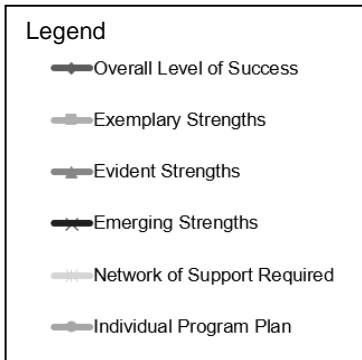 Legend
Overall Level of Success
Exemplary Strengths
Evident Strengths
Emerging Strengths
Network of Support Required
Individual Program Plan